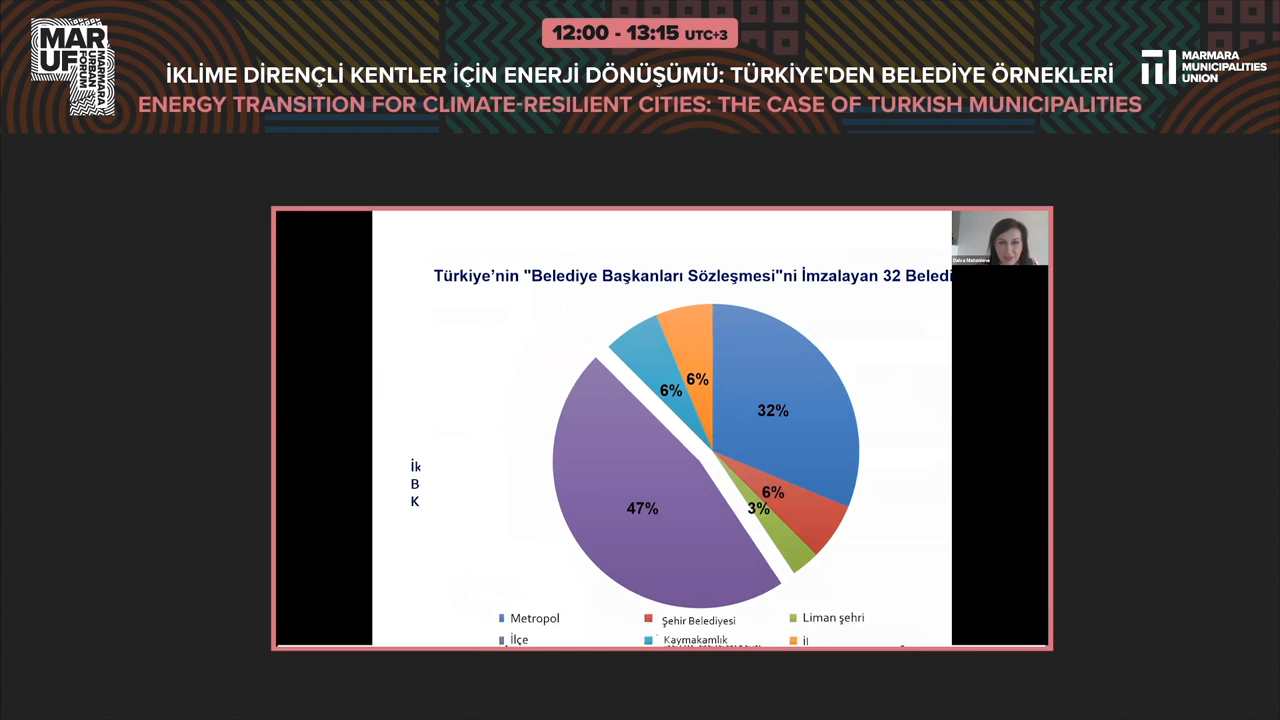 12:00 - 13:15 UTC+3
MAR
UF
MARMARA
URBAN
FORUM
İKLİME DİRENÇLİ KENTLER İÇİN ENERJİ DÖNÜŞÜMÜ: TÜRKİYE'DEN BELEDİYE ÖRNEKLERİ
ENERGY TRANSITION FOR CLIMATE-RESILIENT CITIES: THE CASE OF TURKISH MUNICIPALITIES
MARMARA
MUNICIPALITIES
UNION
Daiva Matoniene
Türkiye’nin "Belediye Başkanları Sözleşmesi"ni İmzalayan 32 Beledi
6%
6%
32%
6%
3%
47%
İk
B
K
Metropol
Şehir Belediyesi
Liman şehri
İlçe
Kaymakamlık
İl